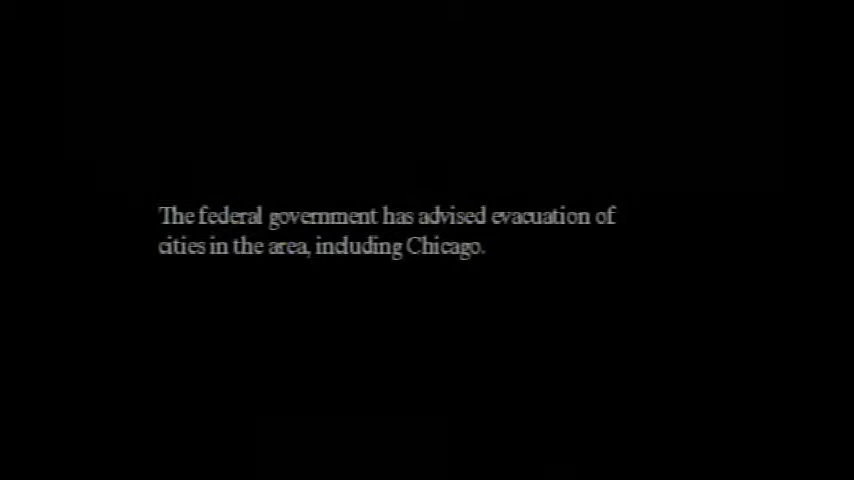 The federal government has advised evacuation of
cities in the area, including Chicago.